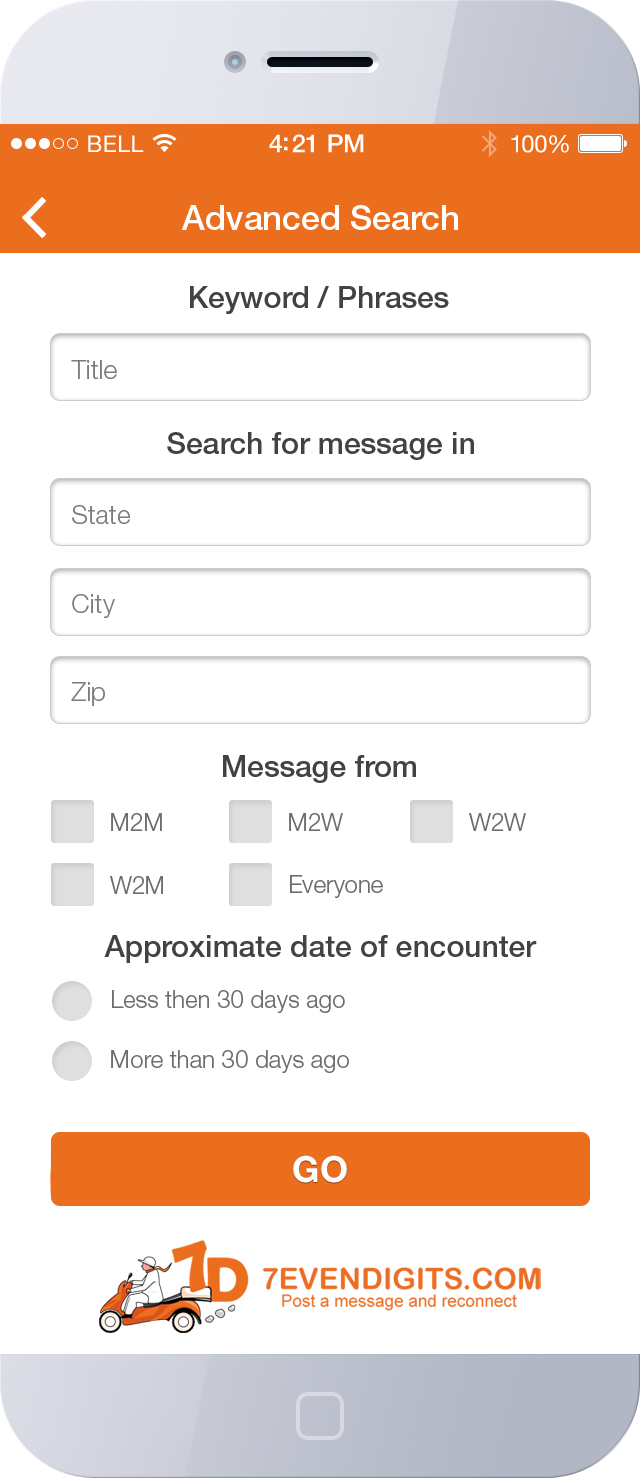 BELL 4:21 PM 100%
Advanced Search
Keyword / Phrases
Title
Search for message in
State
City
Zip
Message from
M2M M2W W2W
W2M Everyone
Approximate date of encounter
Less then 30 days ago
More than 30 days ago
GO
7D
7EVENDIGITS.COM
Post a message and reconnect